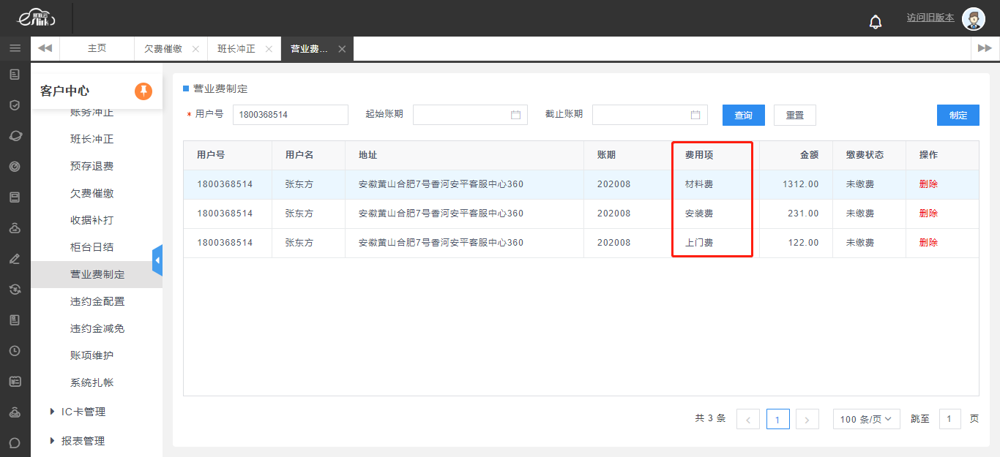 易联云
eslink
访问旧版本
主页
欠费催缴
班长冲正
营业费...
客户中心
账务冲正
班长冲正
预存退费
欠费催缴
收据补打
柜台日结
营业费制定
违约金配置
违约金减免
账项维护
系统扎帐
IC卡管理
报表管理
营业费制定
* 用户号 1800368514 起始账期 截止账期 查询 重置 制定
用户号 用户名 地址 账期 费用项 金额 缴费状态 操作
1800368514 张东方 安徽黄山合肥7号香河安平客服中心360 202008 材料费 1312.00 未缴费 删除
1800368514 张东方 安徽黄山合肥7号香河安平客服中心360 202008 安装费 231.00 未缴费 删除
1800368514 张东方 安徽黄山合肥7号香河安平客服中心360 202008 上门费 122.00 未缴费 删除
共 3 条 1 100 条/页 跳至 1 页